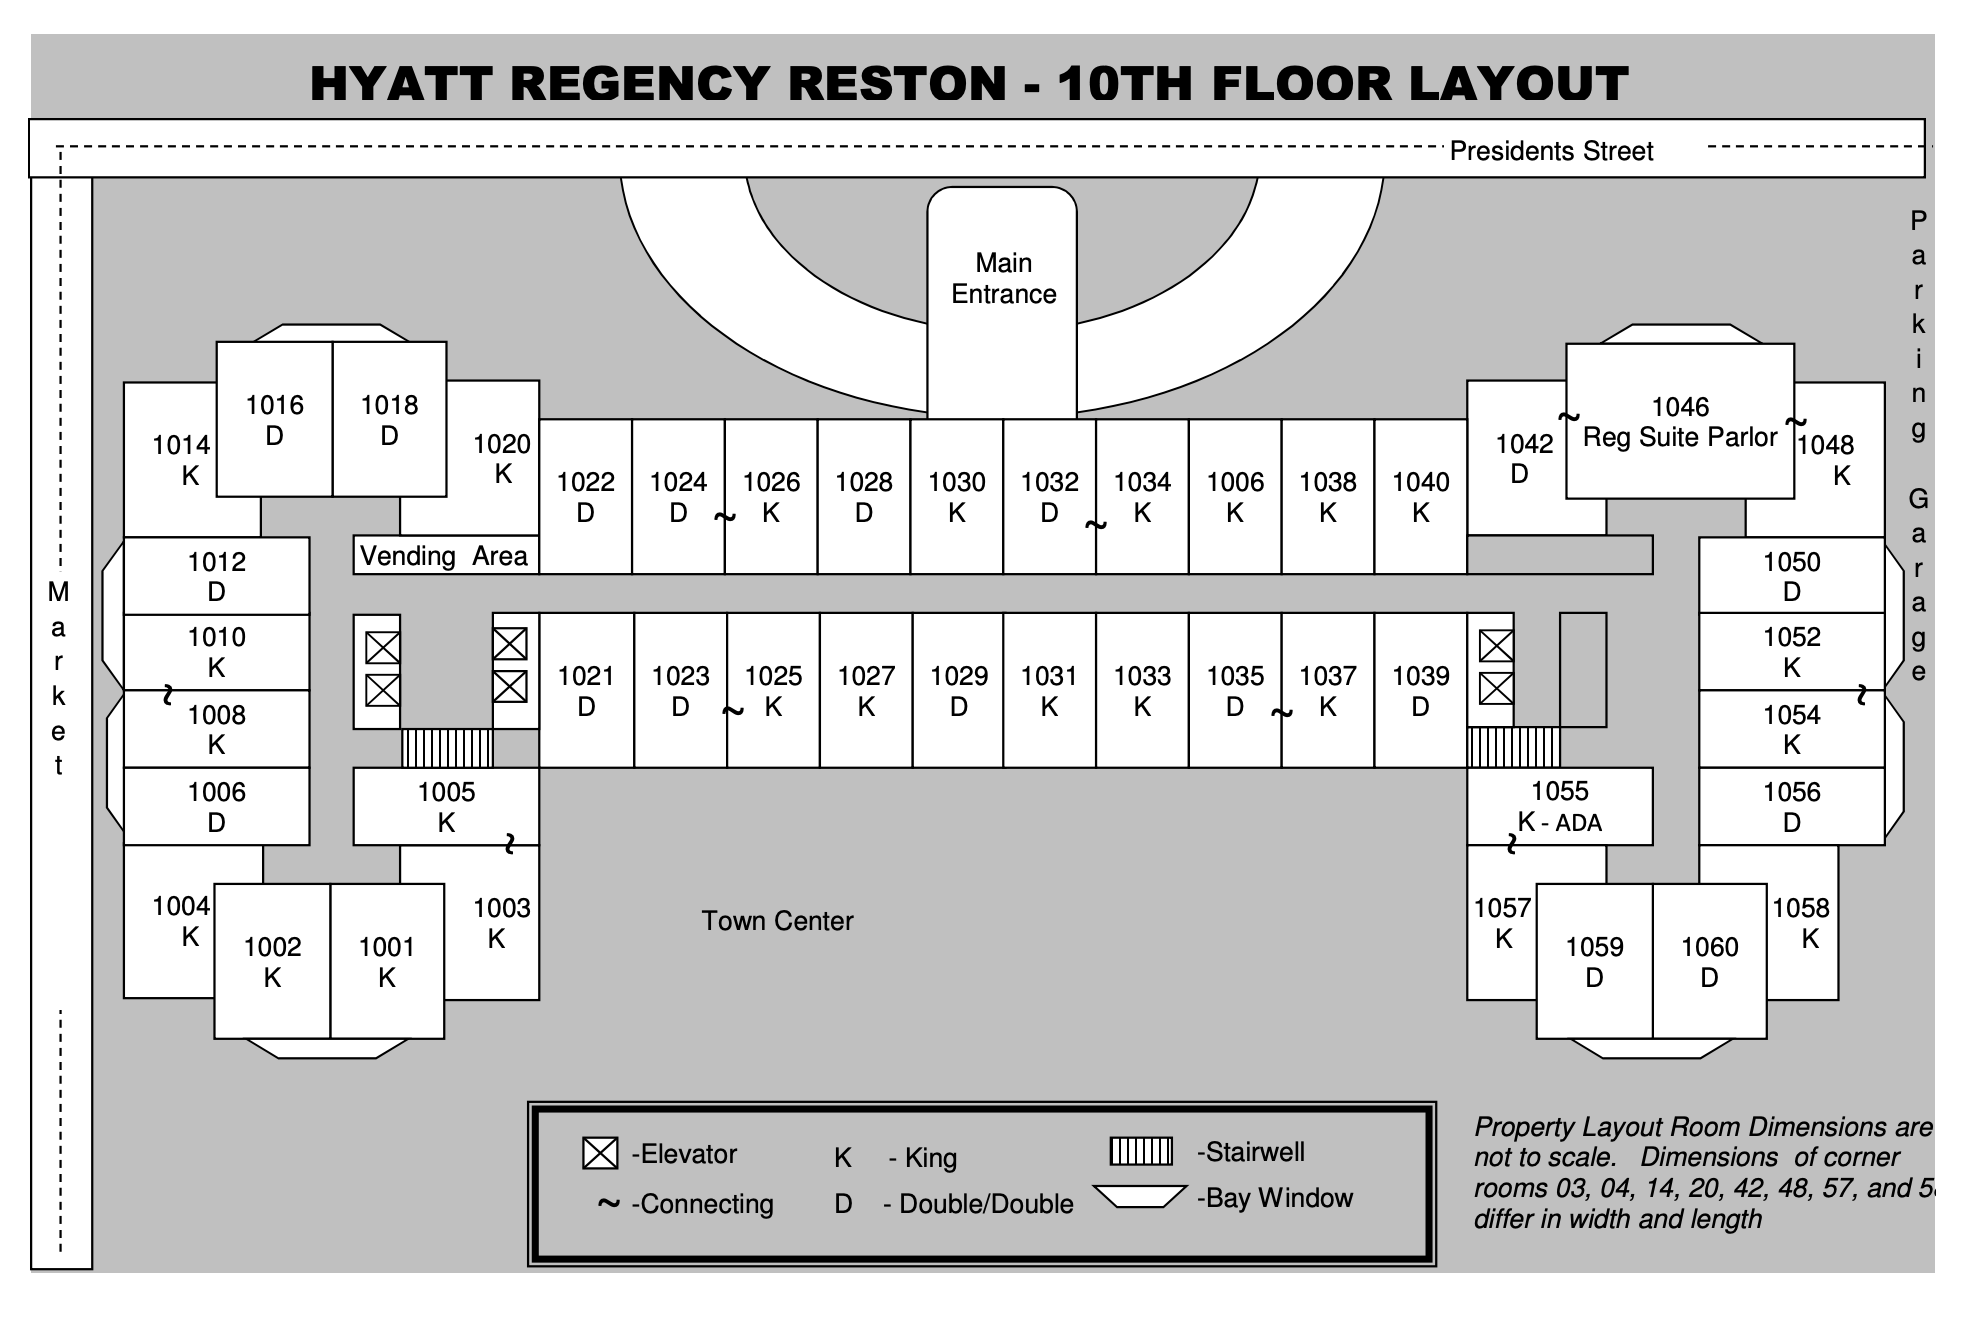 HYATT REGENCY RESTON - 10TH FLOOR LAYOUT
Presidents Street
Parking Garage
Market
Main
Entrance
1014
K
1016
D
1018
D
1020
K
1022
D
1024
D
~
1026
K
1028
D
1030
K
1032
D
~
1034
K
1006
K
1038
K
1040
K
1042
D
~
1046
Reg Suite Parlor
~
1048
K
1012
D
Vending Area
1050
D
1010
K
~
1008
K
1006
D
1021
D
1023
D
~
1025
K
1027
K
1029
D
1031
K
1033
K
1035
D
~
1037
K
1039
D
1052
K
~
1054
K
1056
D
1005
K
~
1055
K - ADA
~
1004
K
1002
K
1001
K
1003
K
Town Center
1057
K
1059
D
1060
D
1058
K
-Elevator
K - King
-Stairwell
~ -Connecting
D - Double/Double
-Bay Window
Property Layout Room Dimensions are
not to scale. Dimensions of corner
rooms 03, 04, 14, 20, 42, 48, 57, and
differ in width and length